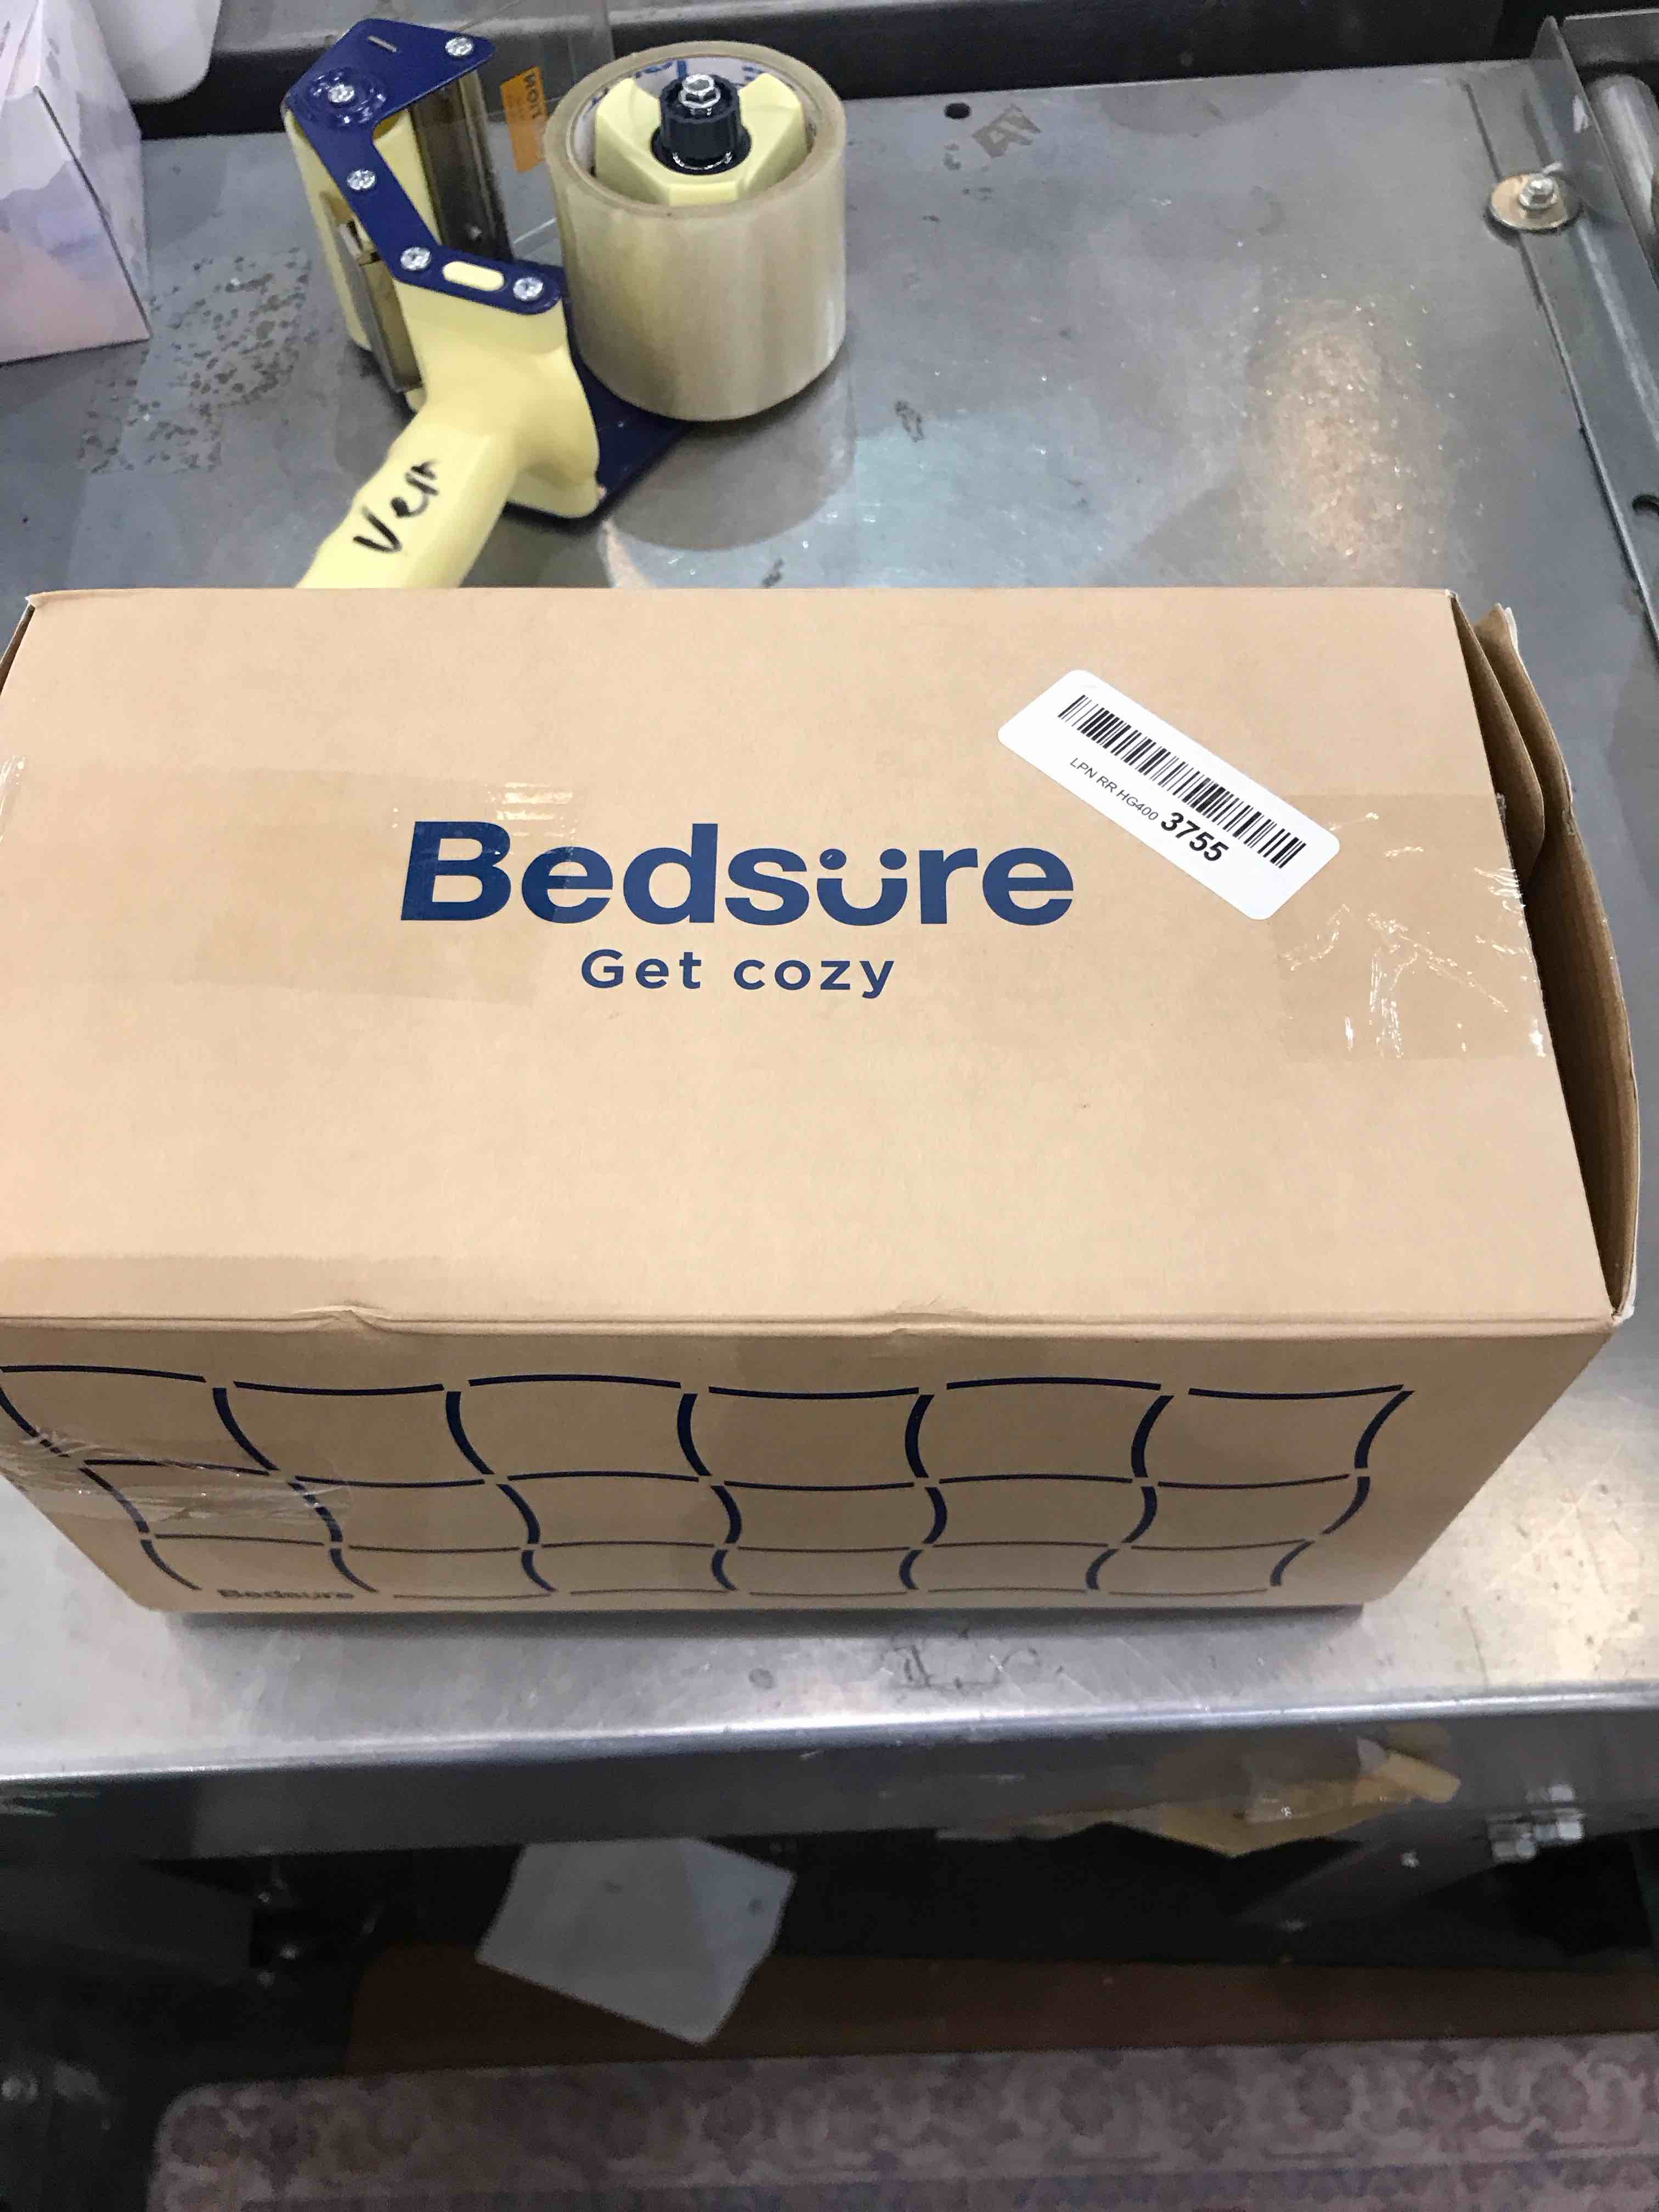 Ver
Bedsure
Get cozy
LPN RR HG400 3755
Bedsure